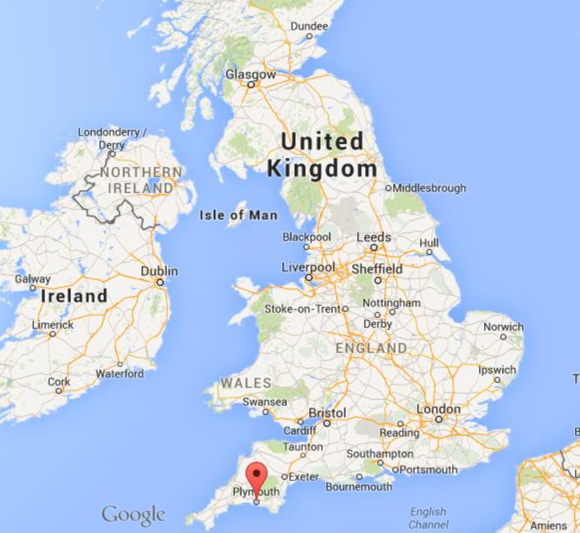 Dundee
Glasgow
United
Kingdom
Londonderry /
Derry
NORTHERN
IRELAND
Middlesbrough
Isle of Man
Blackpool
Leeds
Hull
Liverpool
Sheffield
Dublin
Galway
Ireland
Stoke-on-Trent
Nottingham
Derby
Norwich
Limerick
ENGLAND
Waterford
Cork
Ipswich
WALES
Swansea
Bristol
London
Cardiff
Reading
Taunton
Southampton
Portsmouth
Exeter
Bournemouth
Plymouth
Google
English
Channel
Amiens